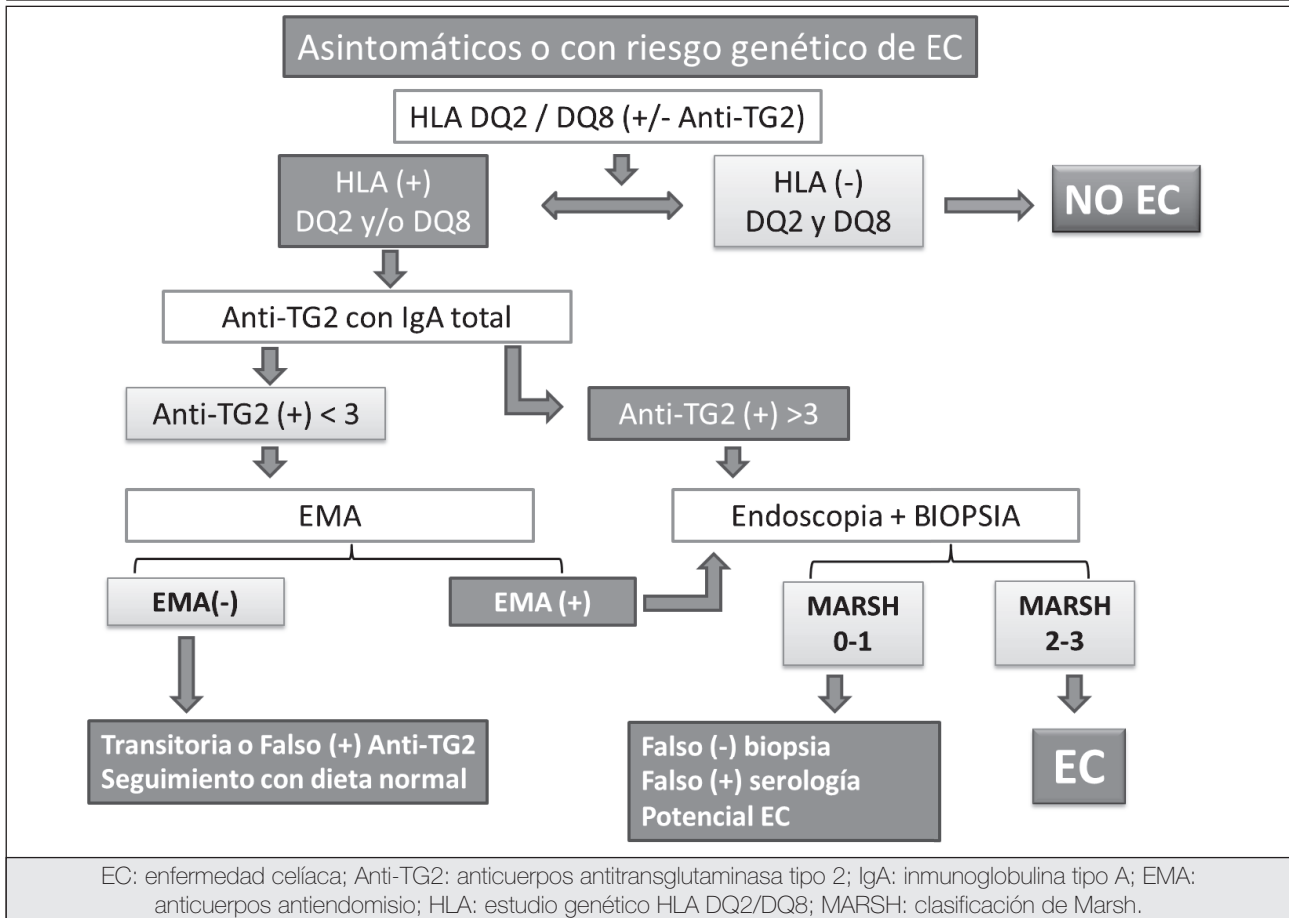 Asintomáticos o con riesgo genético de EC
HLA DQ2 / DQ8 (+/- Anti-TG2)
HLA (+)
DQ2 y/o DQ8
HLA (-)
DQ2 y DQ8
NO EC
Anti-TG2 con IgA total
Anti-TG2 (+) < 3
Anti-TG2 (+) >3
EMA
Endoscopia + BIOPSIA
EMA(-)
EMA (+)
MARSH
0-1
MARSH
2-3
Transitoria o Falso (+) Anti-TG2
Seguimiento con dieta normal
Falso (-) biopsia
Falso (+) serología
Potencial EC
EC
EC: enfermedad celíaca; Anti-TG2: anticuerpos antitransglutaminasa tipo 2; IgA: inmunoglobulina tipo A; EMA:
anticuerpos antiendomisio; HLA: estudio genético HLA DQ2/DQ8; MARSH: clasificación de Marsh.